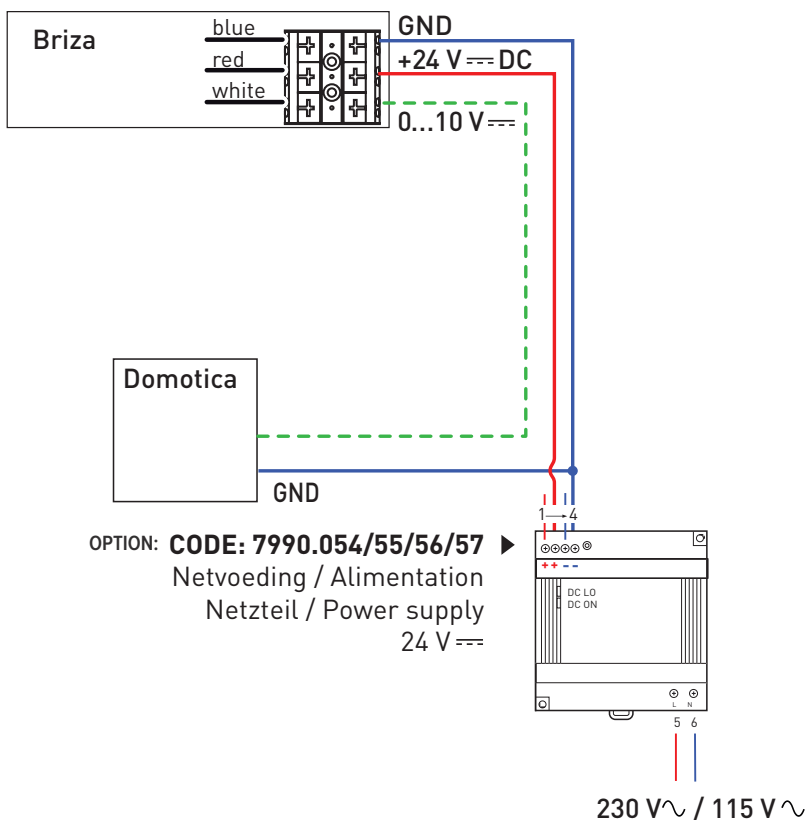 Briza
blue
red
white
GND
+24 V ⎓ DC
0...10 V ⎓
Domotica
GND
1→4
OPTION: CODE: 7990.054/55/56/57 ▶
Netvoeding / Alimentation
Netzteil / Power supply
24 V ⎓
++--
DC LO
DC ON
L N
5 6
230 V∿ / 115 V∿